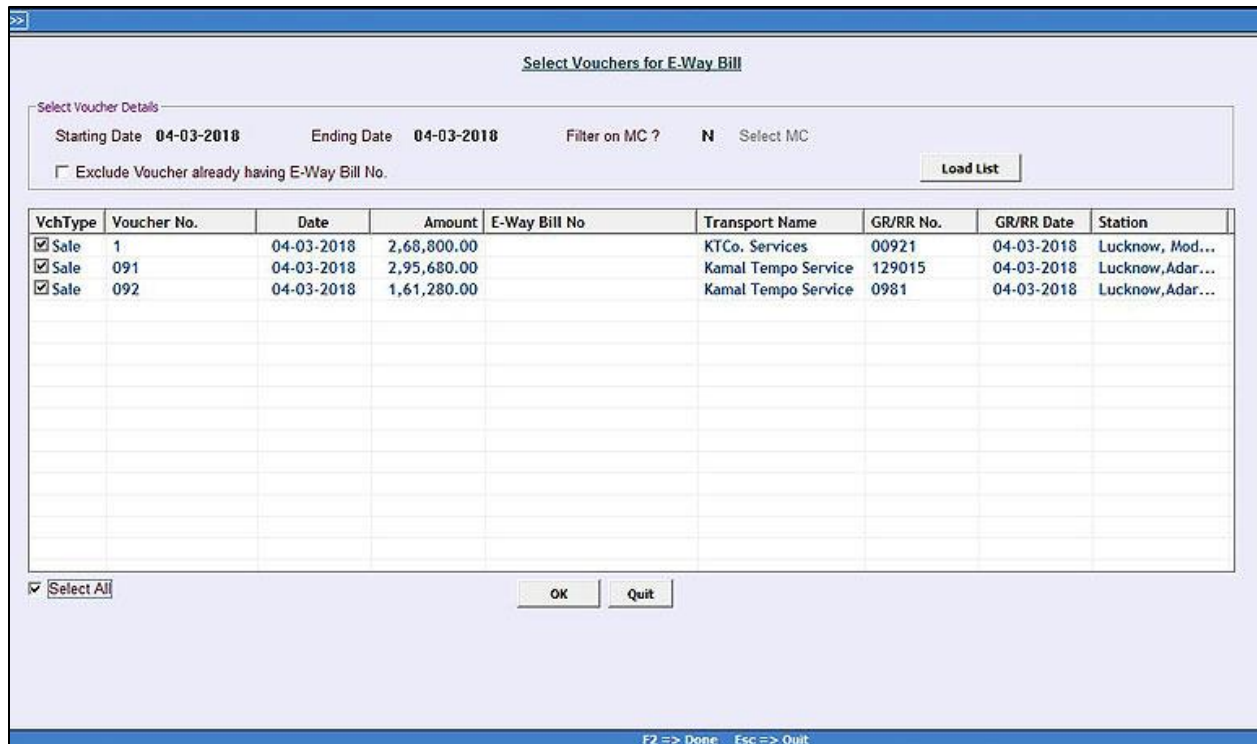 >>
Select Vouchers for E-Way Bill
Select Voucher Details
Starting Date 04-03-2018 Ending Date 04-03-2018 Filter on MC ? N Select MC
Exclude Voucher already having E-Way Bill No.
Load List
VchType Voucher No. Date Amount E-Way Bill No Transport Name GR/RR No. GR/RR Date Station
Sale 1 04-03-2018 2,68,800.00 KTCo. Services 00921 04-03-2018 Lucknow, Mod...
Sale 091 04-03-2018 2,95,680.00 Kamal Tempo Service 129015 04-03-2018 Lucknow,Adar...
Sale 092 04-03-2018 1,61,280.00 Kamal Tempo Service 0981 04-03-2018 Lucknow,Adar...
Select All
OK Quit
F2 => Done Esc => Quit